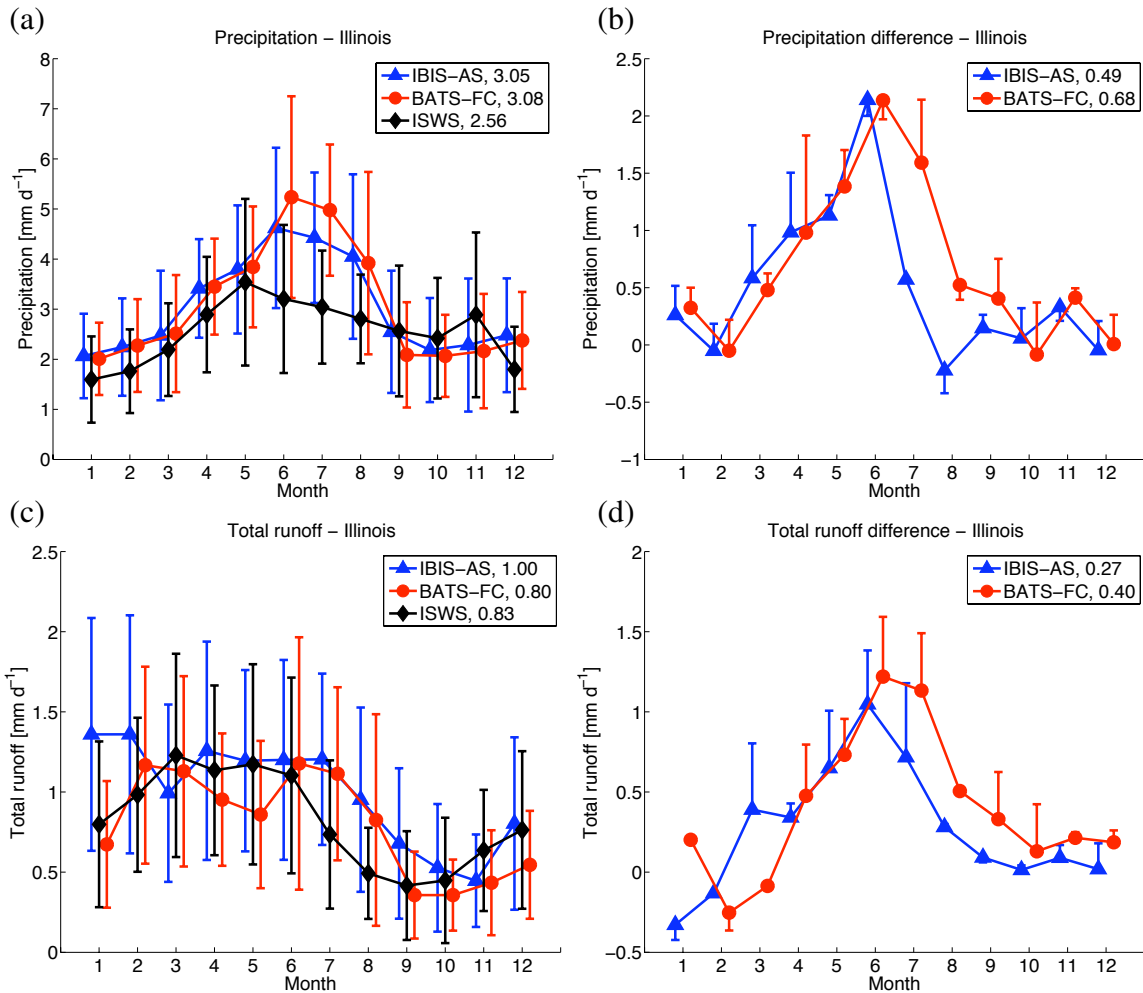 (a)
Precipitation − Illinois
IBIS−AS, 3.05
BATS−FC, 3.08
ISWS, 2.56
Precipitation [mm d−1]
8
7
6
5
4
3
2
1
0
1 2 3 4 5 6 7 8 9 10 11 12
Month
(b)
Precipitation difference − Illinois
IBIS−AS, 0.49
BATS−FC, 0.68
Precipitation [mm d−1]
2.5
2
1.5
1
0.5
0
−0.5
−1
1 2 3 4 5 6 7 8 9 10 11 12
Month
(c)
Total runoff − Illinois
IBIS−AS, 1.00
BATS−FC, 0.80
ISWS, 0.83
Total runoff [mm d−1]
2.5
2
1.5
1
0.5
0
1 2 3 4 5 6 7 8 9 10 11 12
Month
(d)
Total runoff difference − Illinois
IBIS−AS, 0.27
BATS−FC, 0.40
Total runoff [mm d−1]
2
1.5
1
0.5
0
−0.5
1 2 3 4 5 6 7 8 9 10 11 12
Month